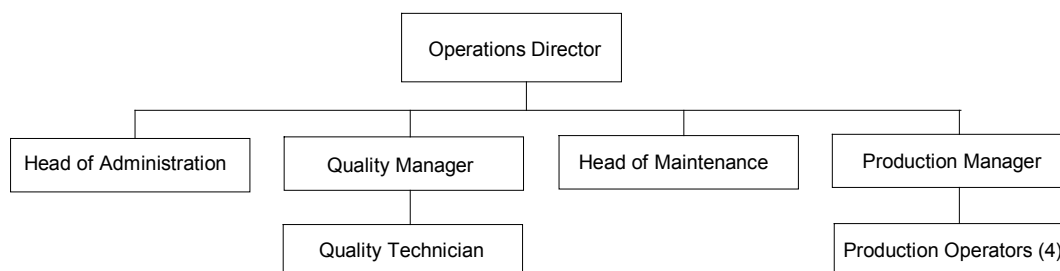 Operations Director
Head of Administration
Quality Manager
Head of Maintenance
Production Manager
Quality Technician
Production Operators (4)